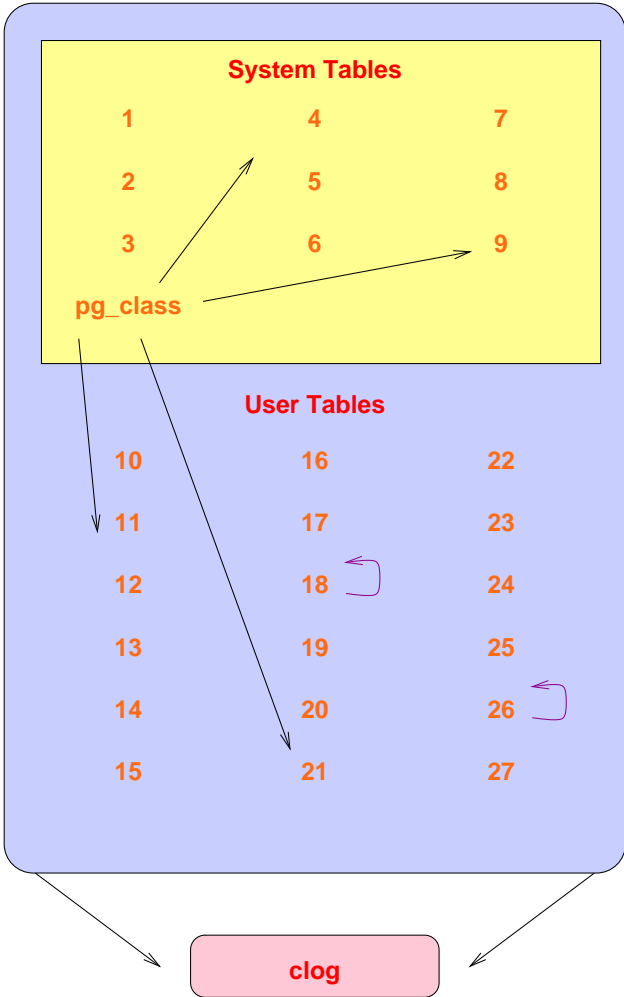 System Tables
1 4 7
2 5 8
3 6 9
pg_class
User Tables
10 16 22
11 17 23
12 18 24
13 19 25
14 20 26
15 21 27
clog